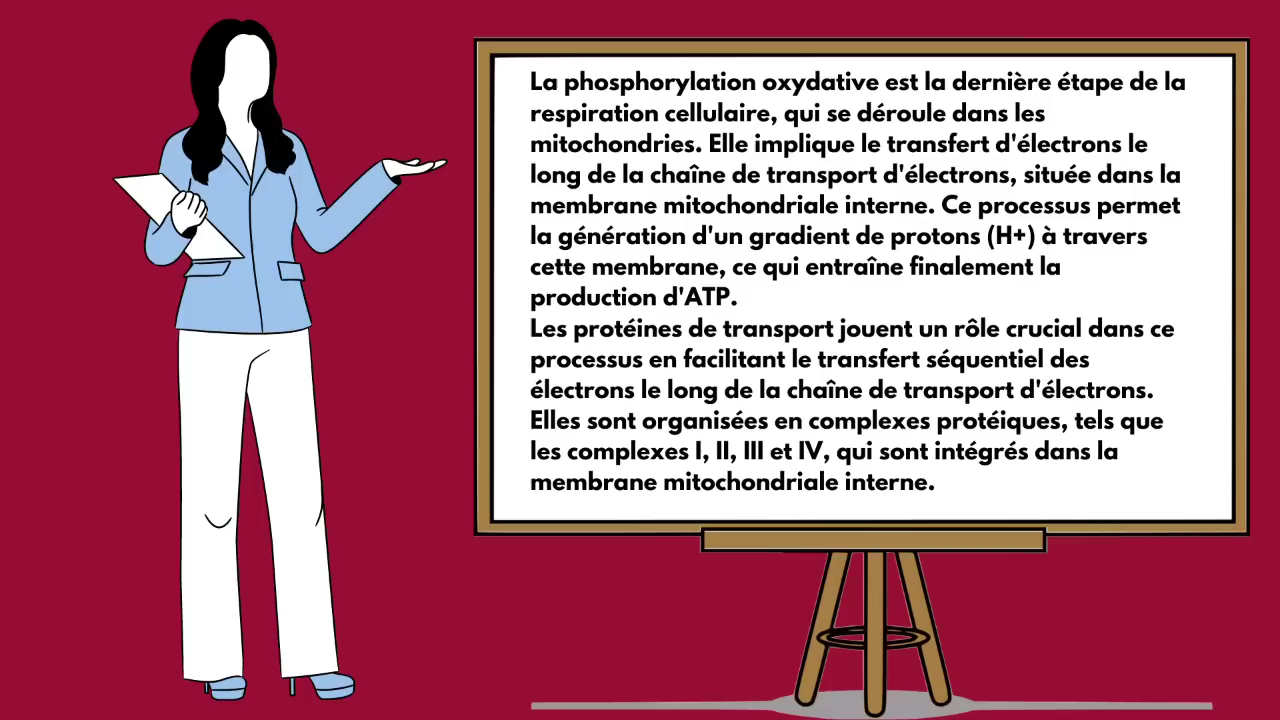 La phosphorylation oxydative est la dernière étape de la
respiration cellulaire, qui se déroule dans les
mitochondries. Elle implique le transfert d'électrons le
long de la chaîne de transport d'électrons, située dans la
membrane mitochondriale interne. Ce processus permet
la génération d'un gradient de protons (H+) à travers
cette membrane, ce qui entraîne finalement la
production d'ATP.
Les protéines de transport jouent un rôle crucial dans ce
processus en facilitant le transfert séquentiel des
électrons le long de la chaîne de transport d'électrons.
Elles sont organisées en complexes protéiques, tels que
les complexes I, II, III et IV, qui sont intégrés dans la
membrane mitochondriale interne.